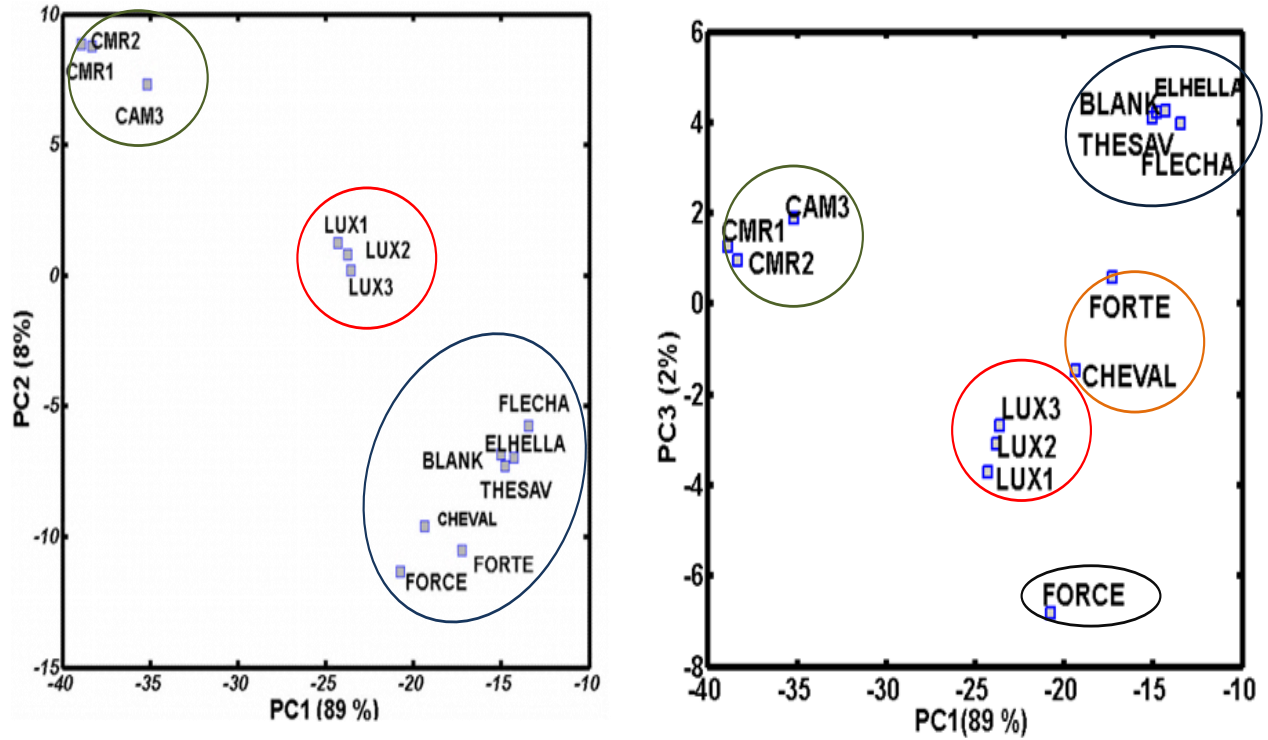 10
CMR2
CMR1
CAM3
5
LUX1
LUX2
LUX3
0
PC2 (8%)
FLECHA
-5
ELHELLA
BLANK
THESAV
CHEVAL
-10
FORTE
FORCE
-15
-40 -35 -30 -25 -20 -15 -10
PC1 (89 %)
6
ELHELLA
BLANK
4
THESAV
FLECHA
2
CAM3
CMR1
CMR2
0
FORTE
PC3 (2%)
-2
CHEVAL
LUX3
LUX2
-4
LUX1
-6
FORCE
-8
-40 -35 -30 -25 -20 -15 -10
PC1(89 %)